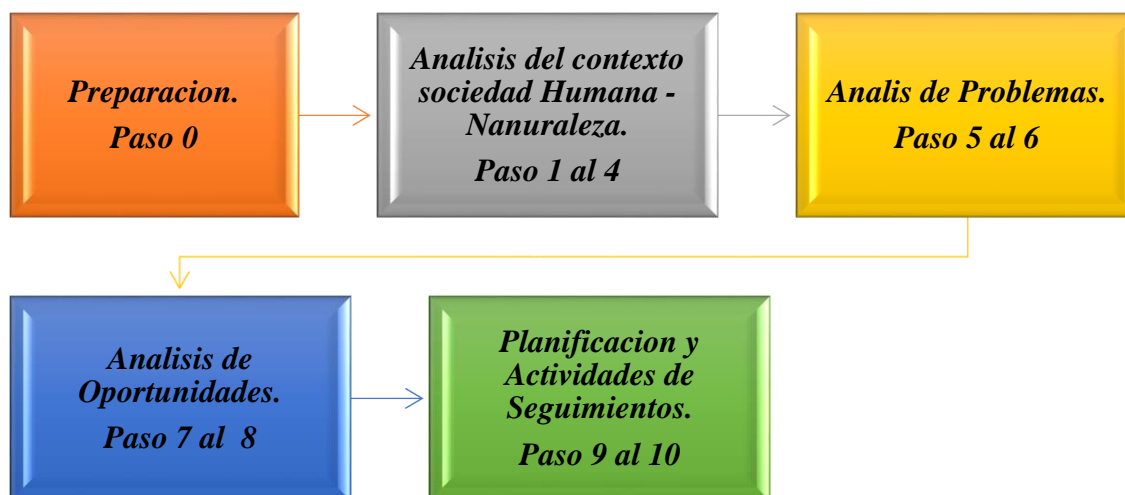 Preparacion.
Paso 0
Analisis del contexto
sociedad Humana -
Nanuraleza.
Paso 1 al 4
Analis de Problemas.
Paso 5 al 6
Analisis de
Oportunidades.
Paso 7 al 8
Planificacion y
Actividades de
Seguimientos.
Paso 9 al 10